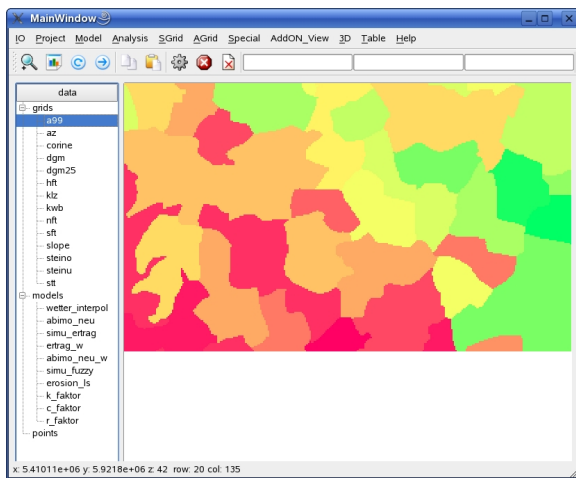 MainWindow
IO Project Model Analysis SGrid AGrid Special AddON_View 3D Table Help
data
grids
a99
az
corine
dgm
dgm25
hft
klz
kwb
nft
sft
slope
steino
steinu
stt
models
wetter_interpol
abimo_neu
simu_ertrag
ertrag_w
abimo_neu_w
simu_fuzzy
erosion_ls
k_faktor
c_faktor
r_faktor
points
x: 5.41011e+06 y: 5.9218e+06 z: 42 row: 20 col: 135